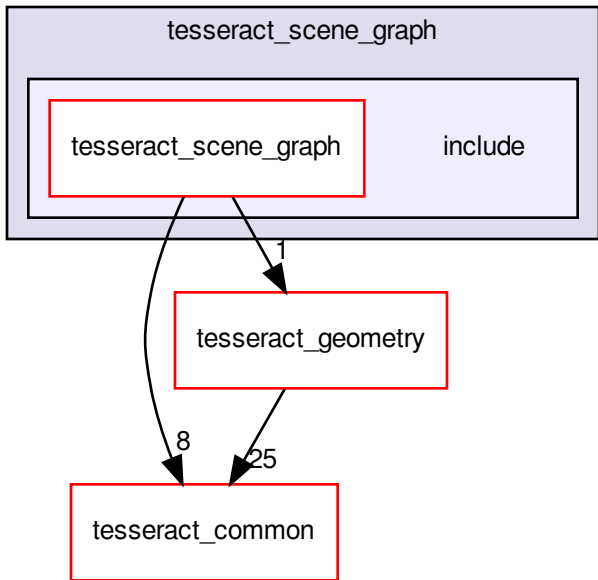 tesseract_scene_graph
tesseract_scene_graph
include
1
tesseract_geometry
8
25
tesseract_common